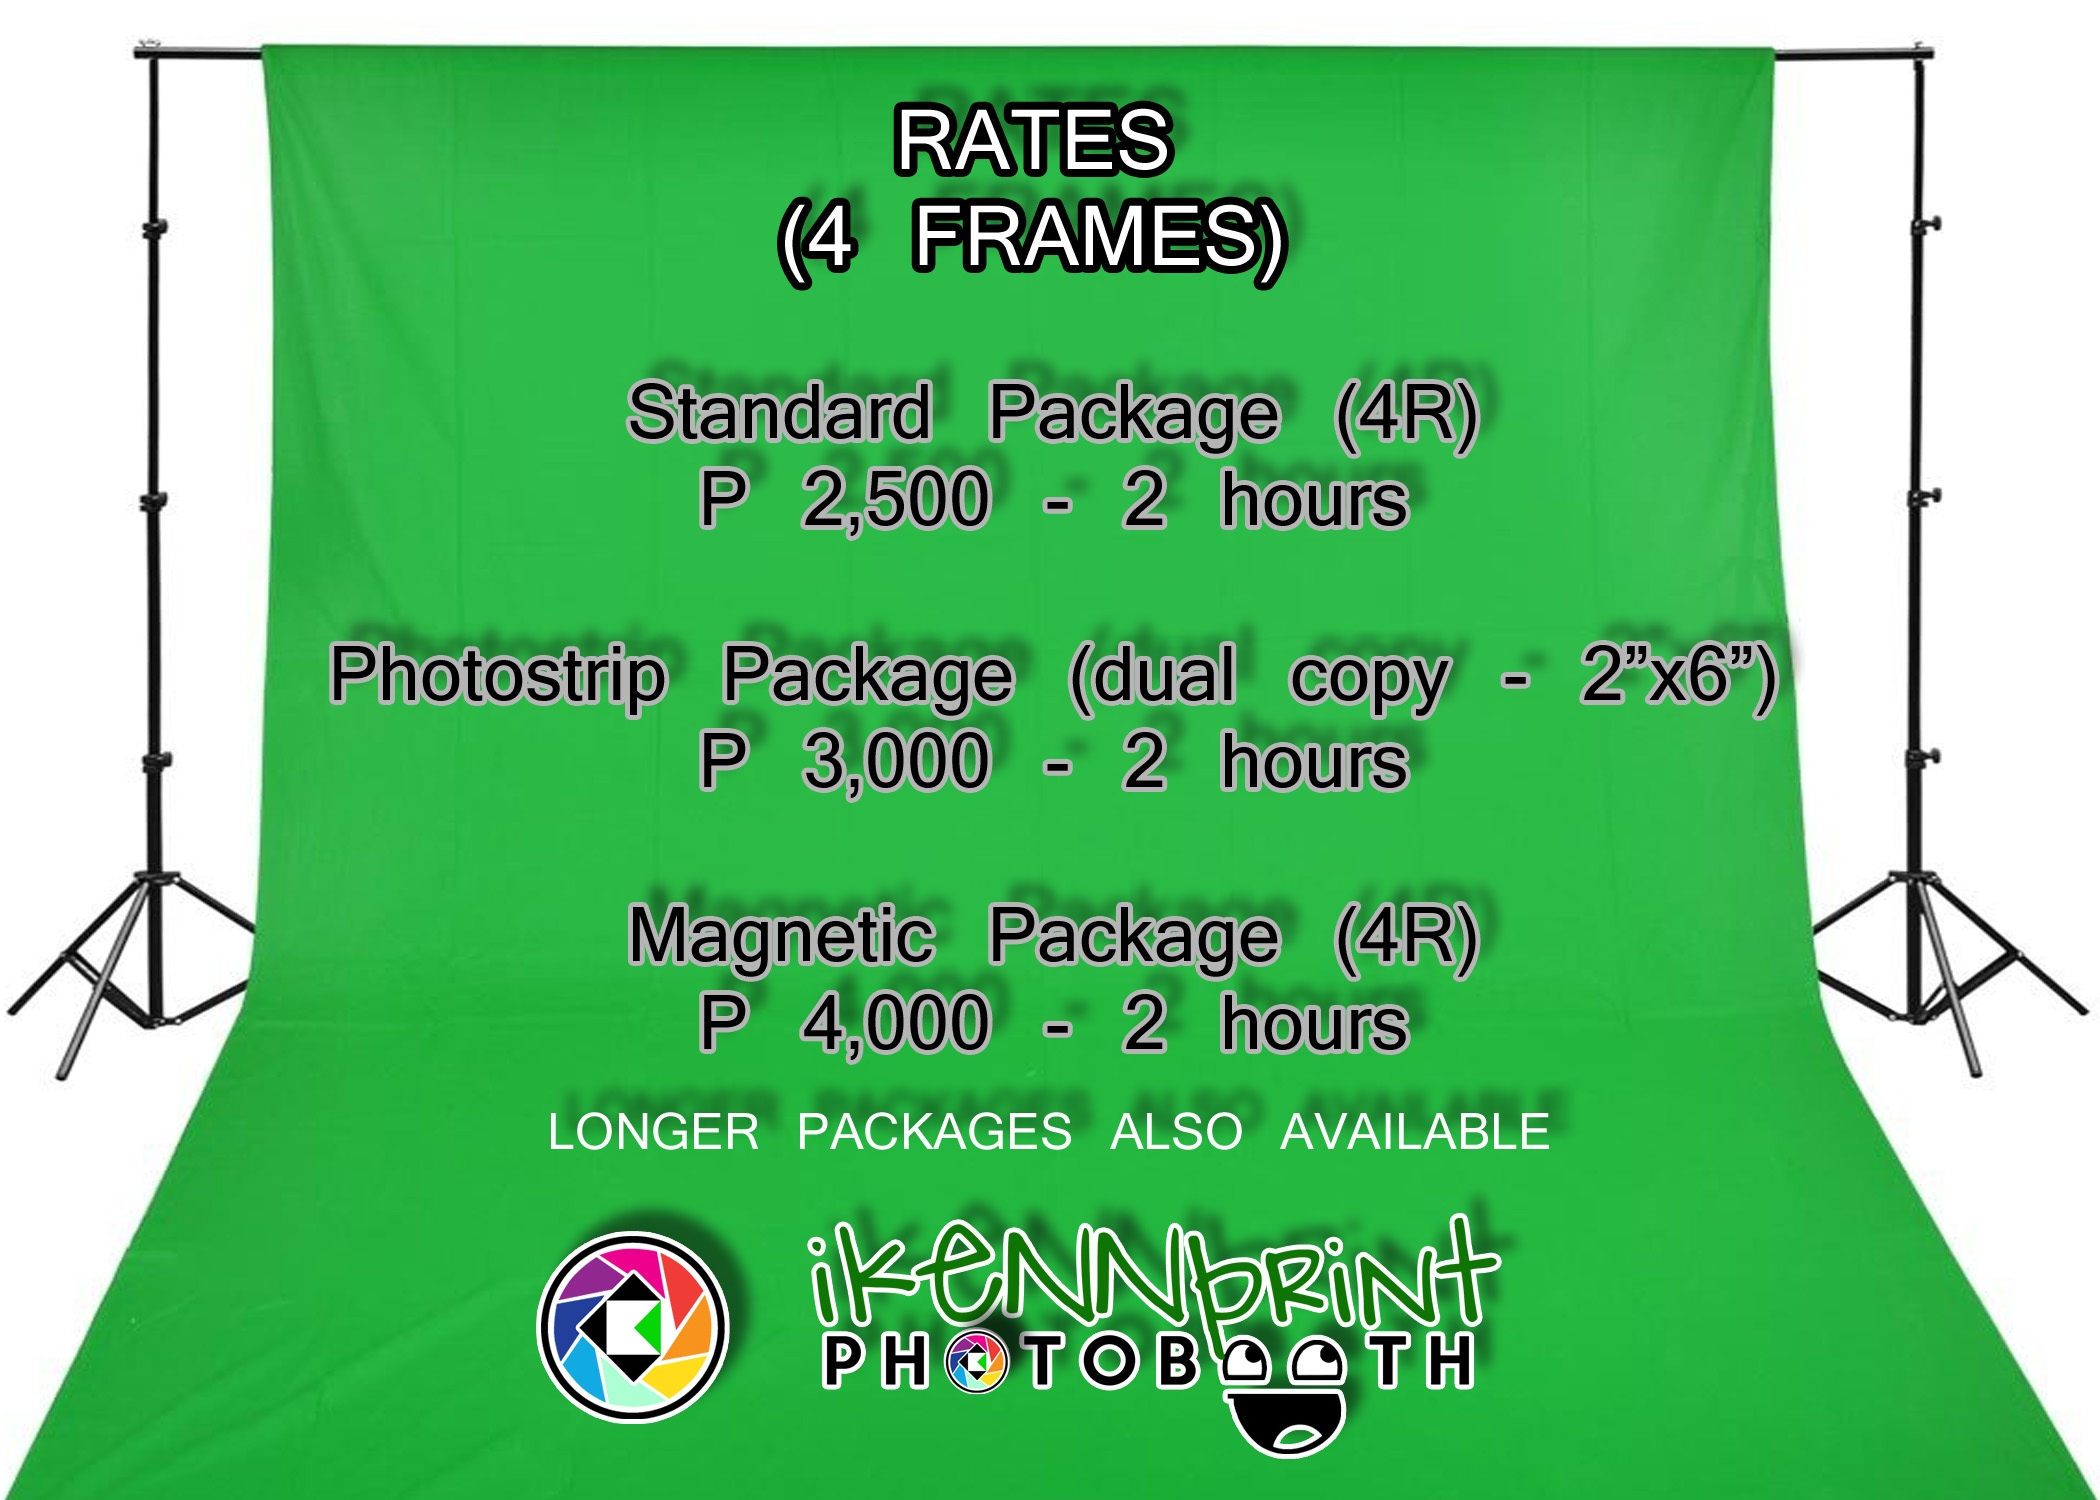 RATES
(4 FRAMES)
Standard Package (4R)
P 2,500 - 2 hours
Photostrip Package (dual copy - 2”x6”)
P 3,000 - 2 hours
Magnetic Package (4R)
P 4,000 - 2 hours
LONGER PACKAGES ALSO AVAILABLE
iKeNNpRiNt
PHOTOBOOTH